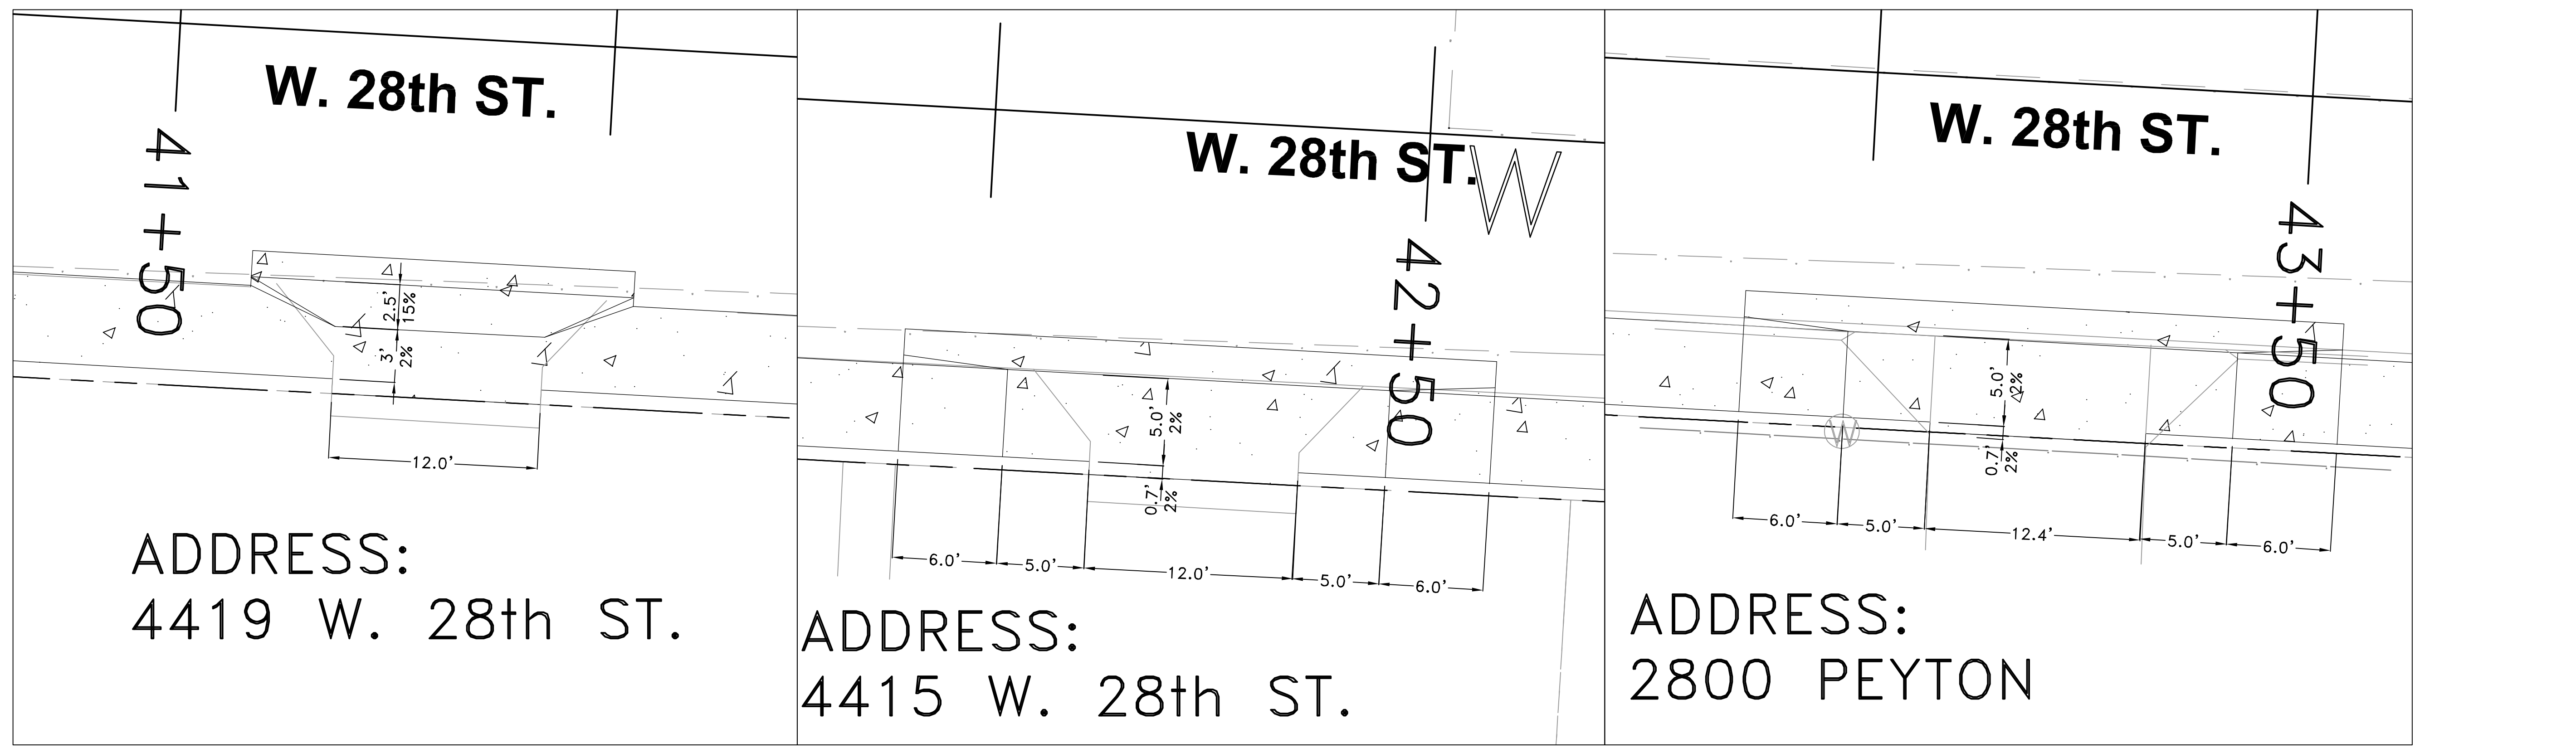 W. 28th ST.
41+50
2.5'
15%
3'
2%
12.0'
ADDRESS:
4419 W. 28th ST.
W. 28th ST.
W
42+50
5.0'
2%
0.7'
2%
6.0'
5.0'
12.0'
5.0'
6.0'
ADDRESS:
4415 W. 28th ST.
W. 28th ST.
43+50
5.0'
2%
W
0.7'
2%
6.0'
5.0'
12.4'
5.0'
6.0'
ADDRESS:
2800 PEYTON